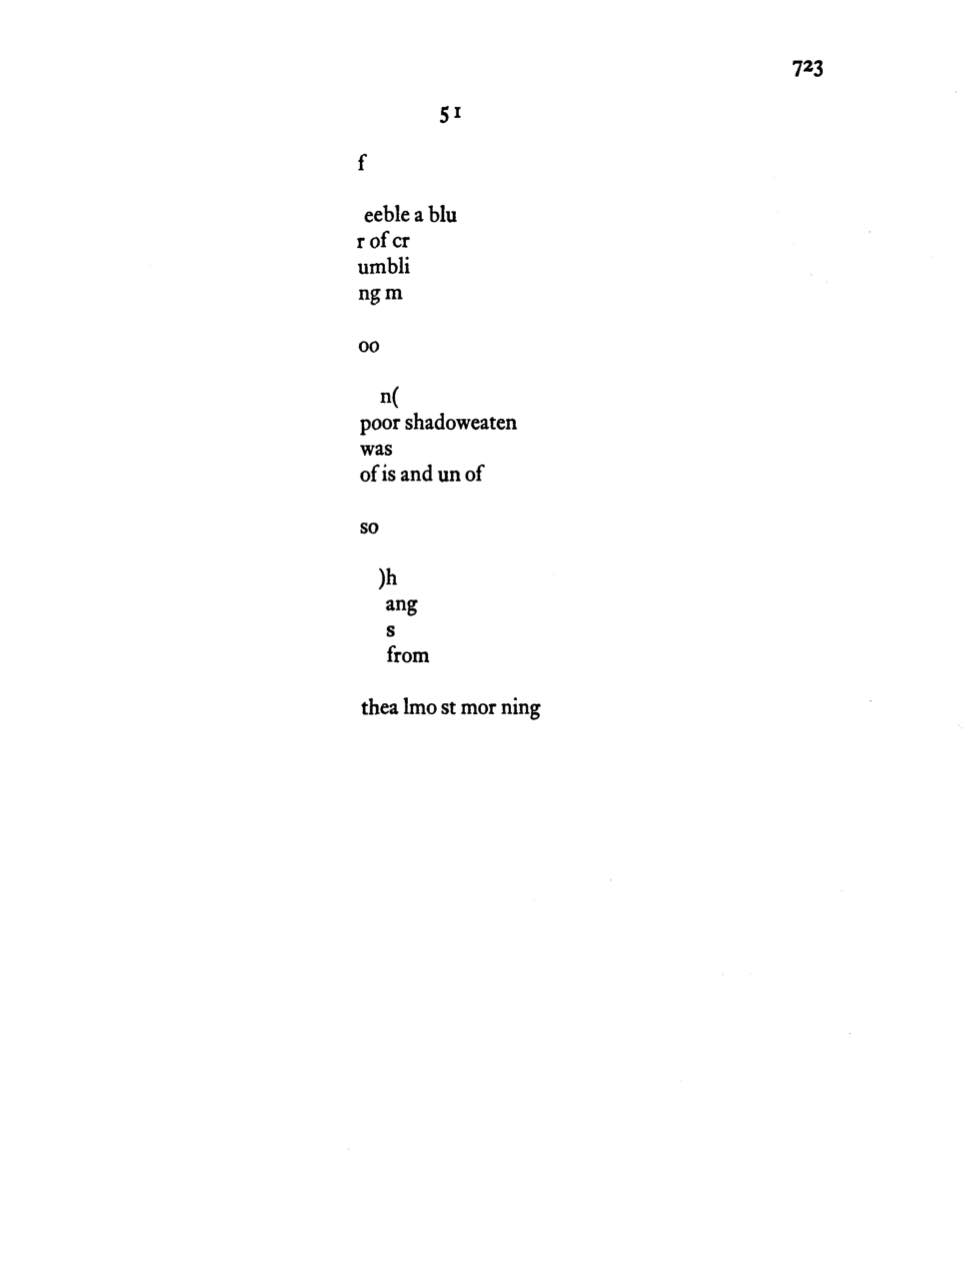 723
51
f
eeble a blu
r of cr
umbli
ng m
oo
n(
poor shadoweaten
was
of is and un of
so
)h
ang
s
from
thea lmo st mor ning